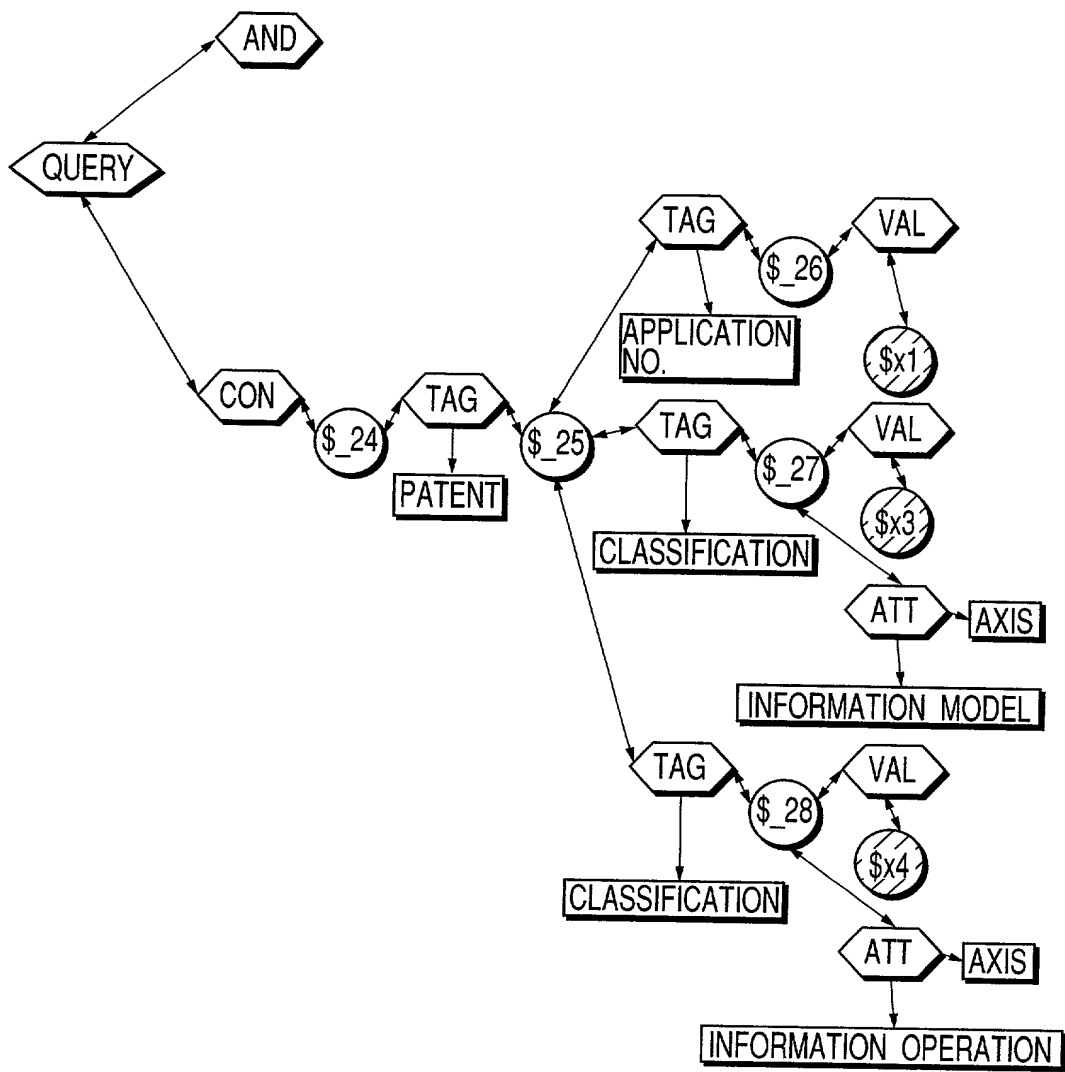 AND
QUERY
TAG
VAL
$_26
APPLICATION
NO.
$x1
CON
TAG
$_24
$_25
TAG
VAL
$_27
PATENT
$x3
CLASSIFICATION
ATT
AXIS
INFORMATION MODEL
TAG
VAL
$_28
$x4
CLASSIFICATION
ATT
AXIS
INFORMATION OPERATION